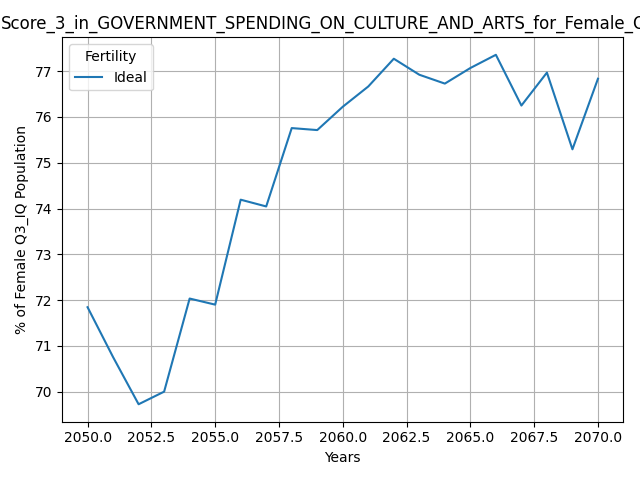 Score_3_in_GOVERNMENT_SPENDING_ON_CULTURE_AND_ARTS_for_Female_
Fertility
Ideal
77
76
75
74
73
72
71
70
% of Female Q3_IQ Population
2050.0 2052.5 2055.0 2057.5 2060.0 2062.5 2065.0 2067.5 2070.0
Years